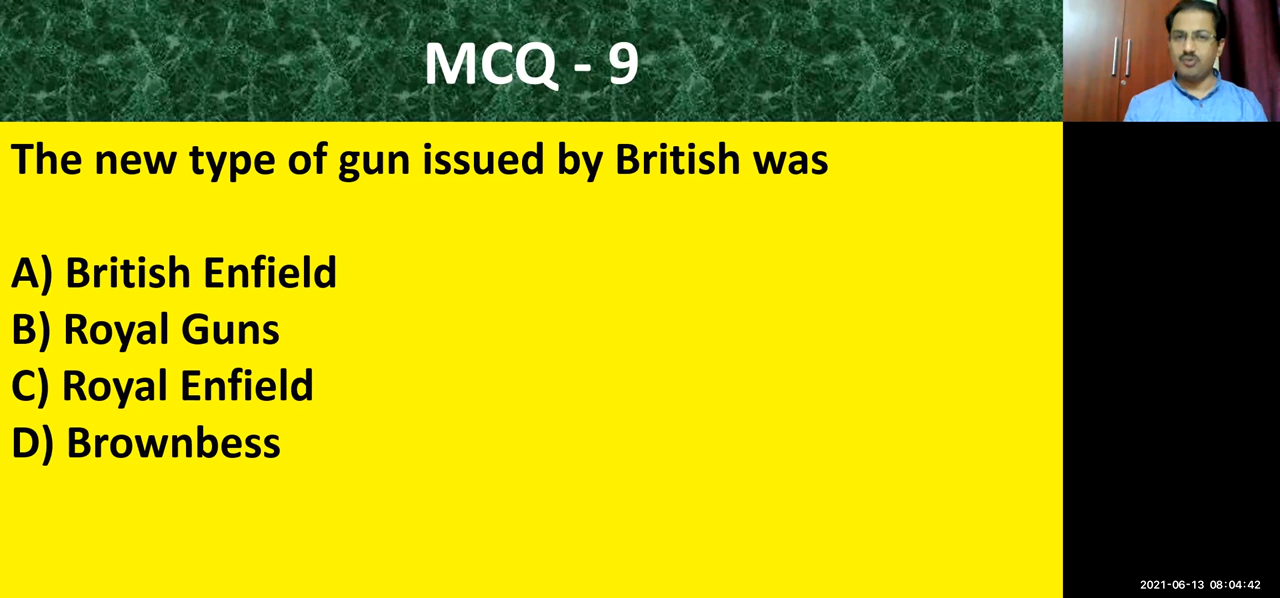 MCQ - 9
The new type of gun issued by British was
A) British Enfield
B) Royal Guns
C) Royal Enfield
D) Brownbess
2021-06-13 08:04:42